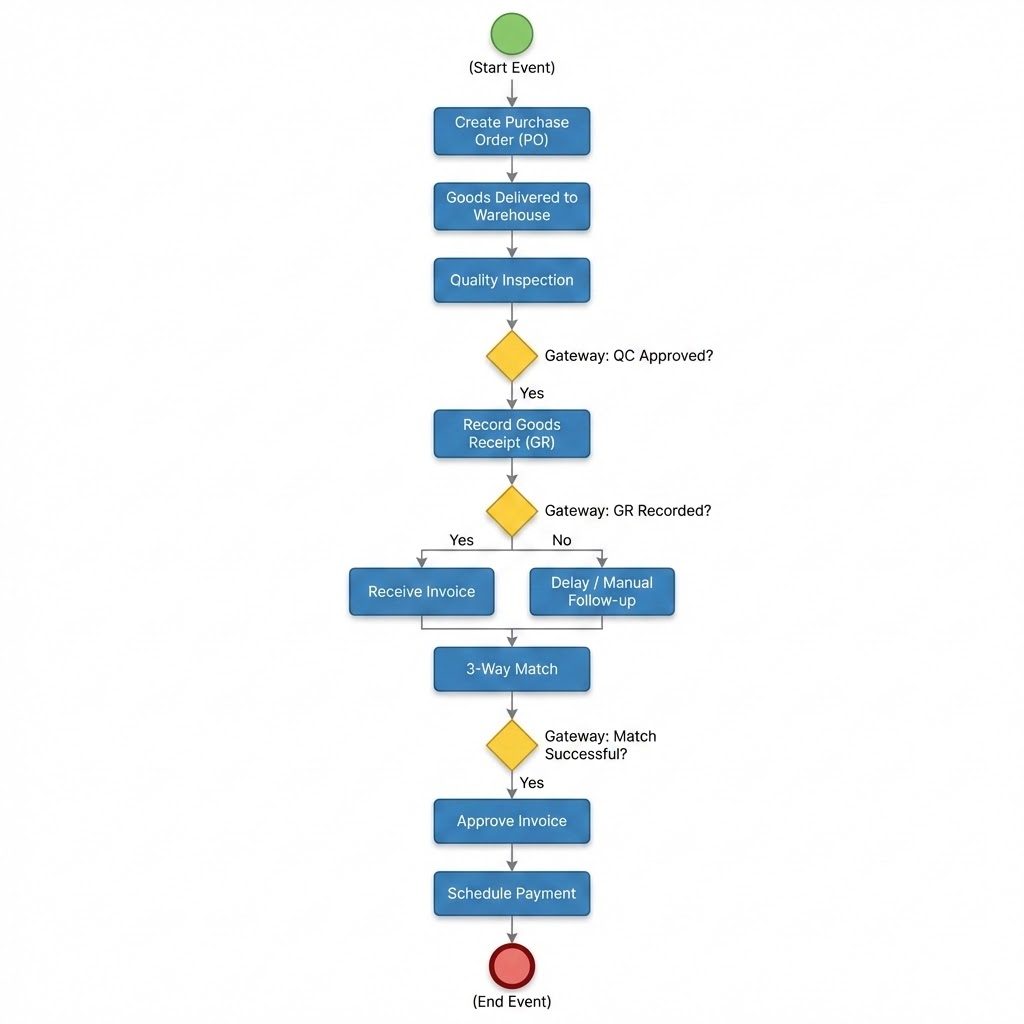 (Start Event)
Create Purchase
Order (PO)
Goods Delivered to
Warehouse
Quality Inspection
Gateway: QC Approved?
Yes
Record Goods
Receipt (GR)
Gateway: GR Recorded?
Yes
No
Receive Invoice
Delay / Manual
Follow-up
3-Way Match
Gateway: Match
Successful?
Yes
Approve Invoice
Schedule Payment
(End Event)